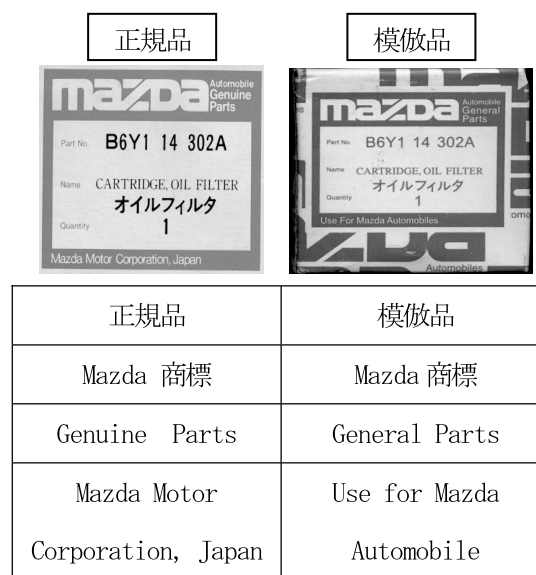 正規品
模倣品
mazda Automobile Genuine Parts
Part No. B6Y1 14 302A
Name CARTRIDGE, OIL FILTER
オイルフィルタ
Quantity 1
Mazda Motor Corporation, Japan
mazda Automobile General Parts
Part No. B6Y1 14 302A
Name CARTRIDGE, OIL FILTER
オイルフィルタ
Quantity 1
Use For Mazda Automobiles
Automobiles
正規品 模倣品
Mazda 商標 Mazda 商標
Genuine Parts General Parts
Mazda Motor Use for Mazda
Corporation, Japan Automobile